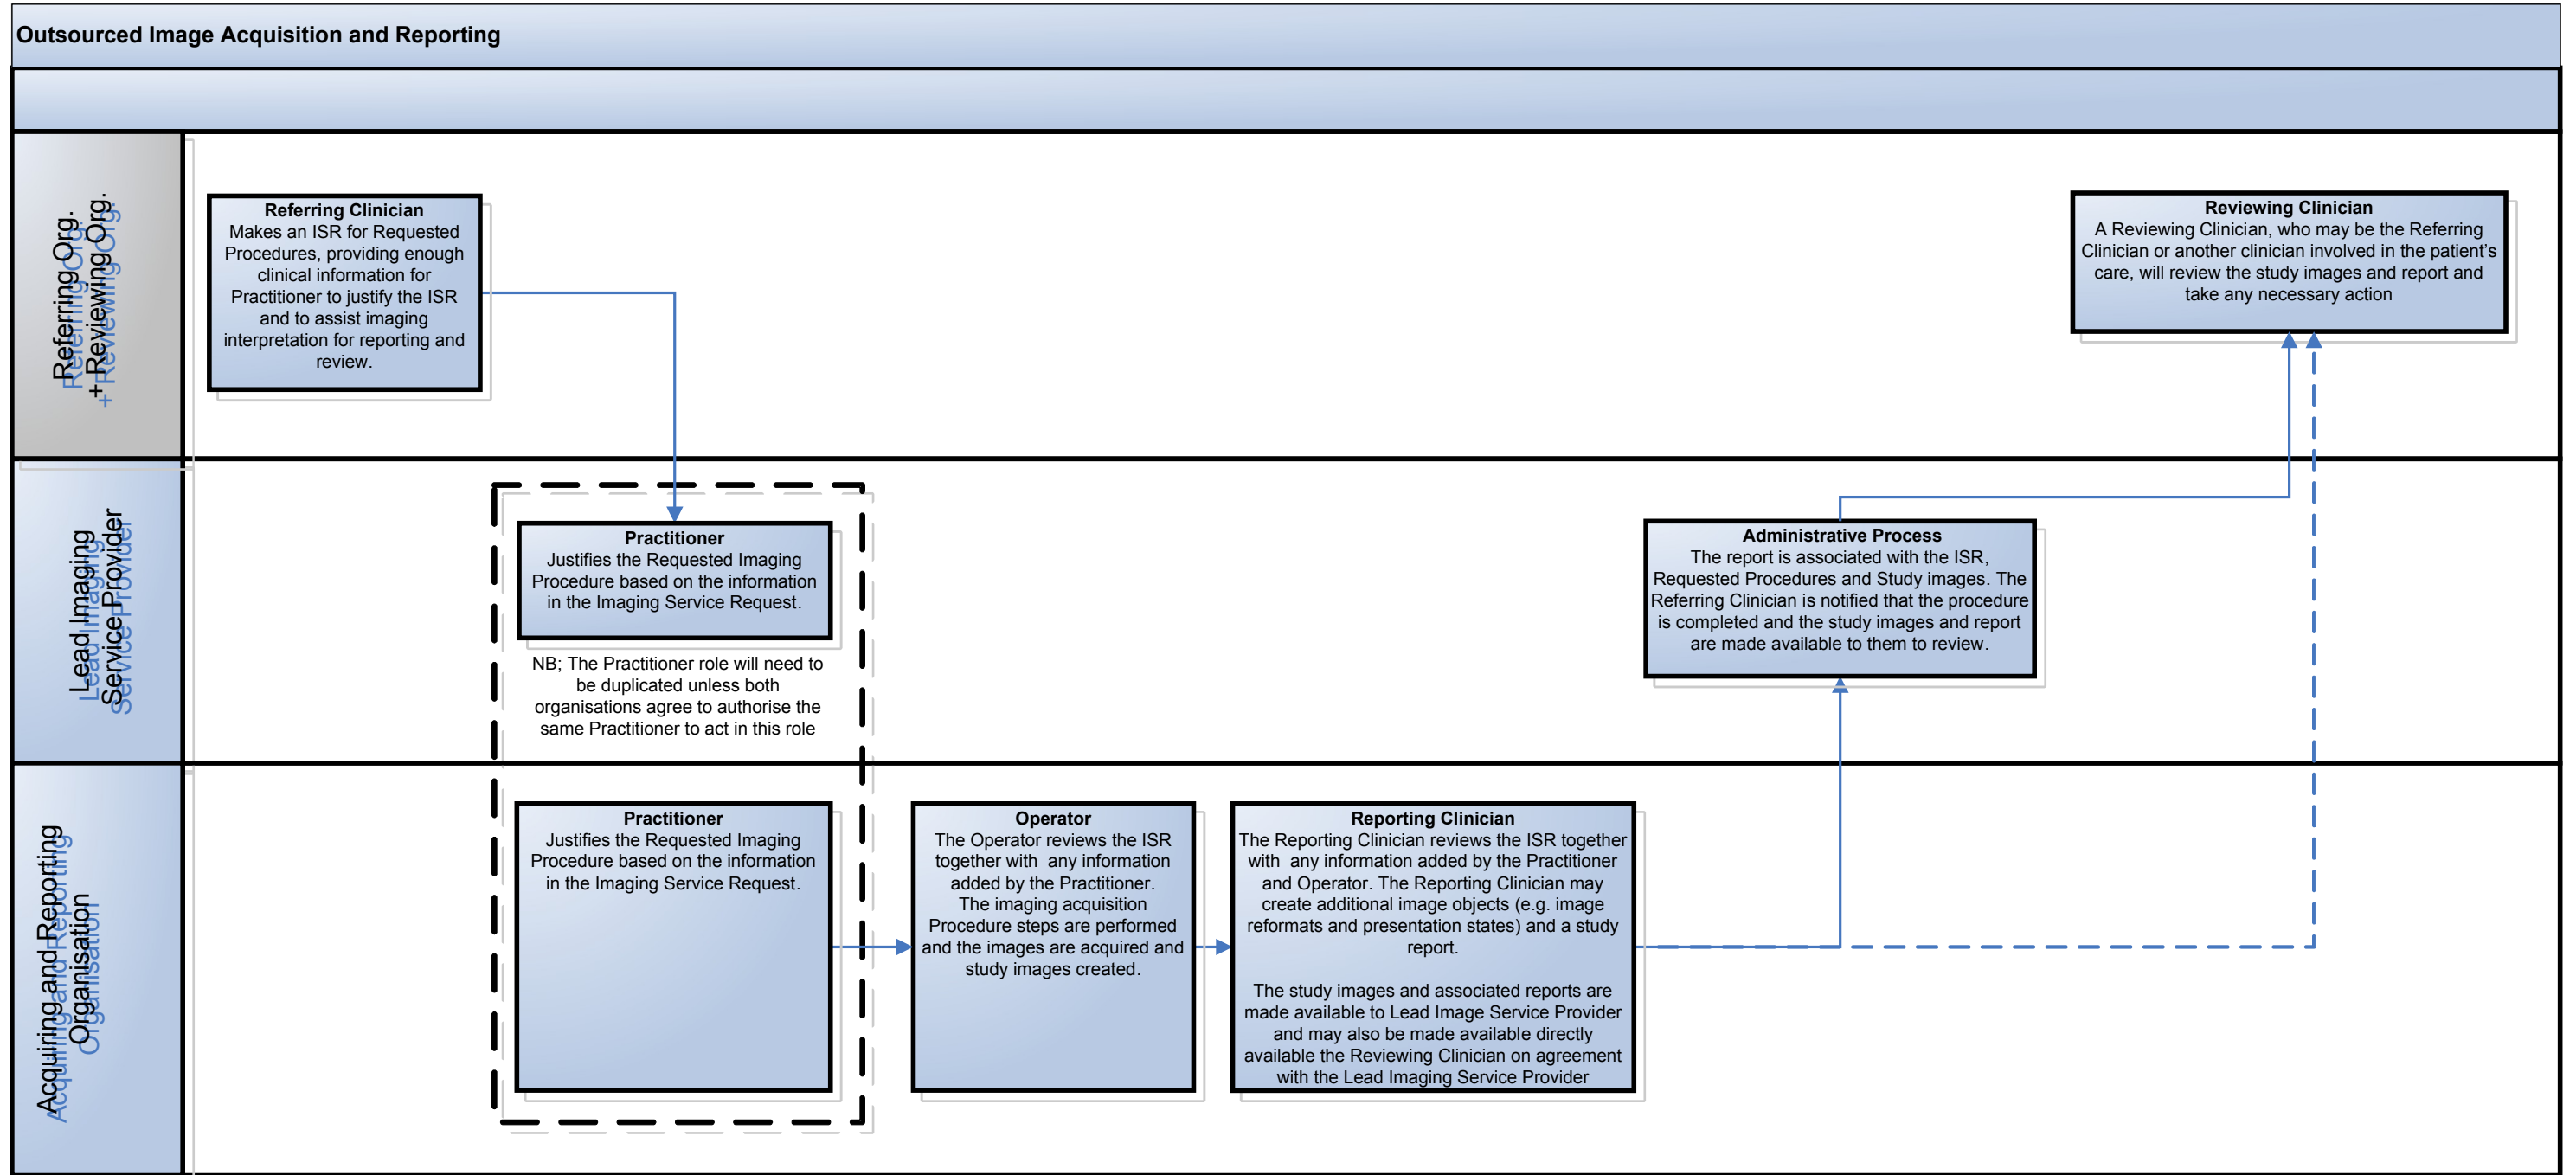 Outsourced Image Acquisition and Reporting
Referring Org.
+ Reviewing Org.
Referring Clinician
Makes an ISR for Requested
Procedures, providing enough
clinical information for
Practitioner to justify the ISR
and to assist imaging
interpretation for reporting and
review.
Reviewing Clinician
A Reviewing Clinician, who may be the Referring
Clinician or another clinician involved in the patient's
care, will review the study images and report and
take any necessary action
Lead Imaging
Service Provider
Practitioner
Justifies the Requested Imaging
Procedure based on the information
in the Imaging Service Request.
NB; The Practitioner role will need to
be duplicated unless both
organisations agree to authorise the
same Practitioner to act in this role
Administrative Process
The report is associated with the ISR,
Requested Procedures and Study images. The
Referring Clinician is notified that the procedure
is completed and the study images and report
are made available to them to review.
Acquiring and Reporting
Organisation
Practitioner
Justifies the Requested Imaging
Procedure based on the information
in the Imaging Service Request.
Operator
The Operator reviews the ISR
together with any information
added by the Practitioner.
The imaging acquisition
Procedure steps are performed
and the images are acquired and
study images created.
Reporting Clinician
The Reporting Clinician reviews the ISR together
with any information added by the Practitioner
and Operator. The Reporting Clinician may
create additional image objects (e.g. image
reformats and presentation states) and a study
report.
The study images and associated reports are
made available to Lead Image Service Provider
and may also be made available directly
available the Reviewing Clinician on agreement
with the Lead Imaging Service Provider